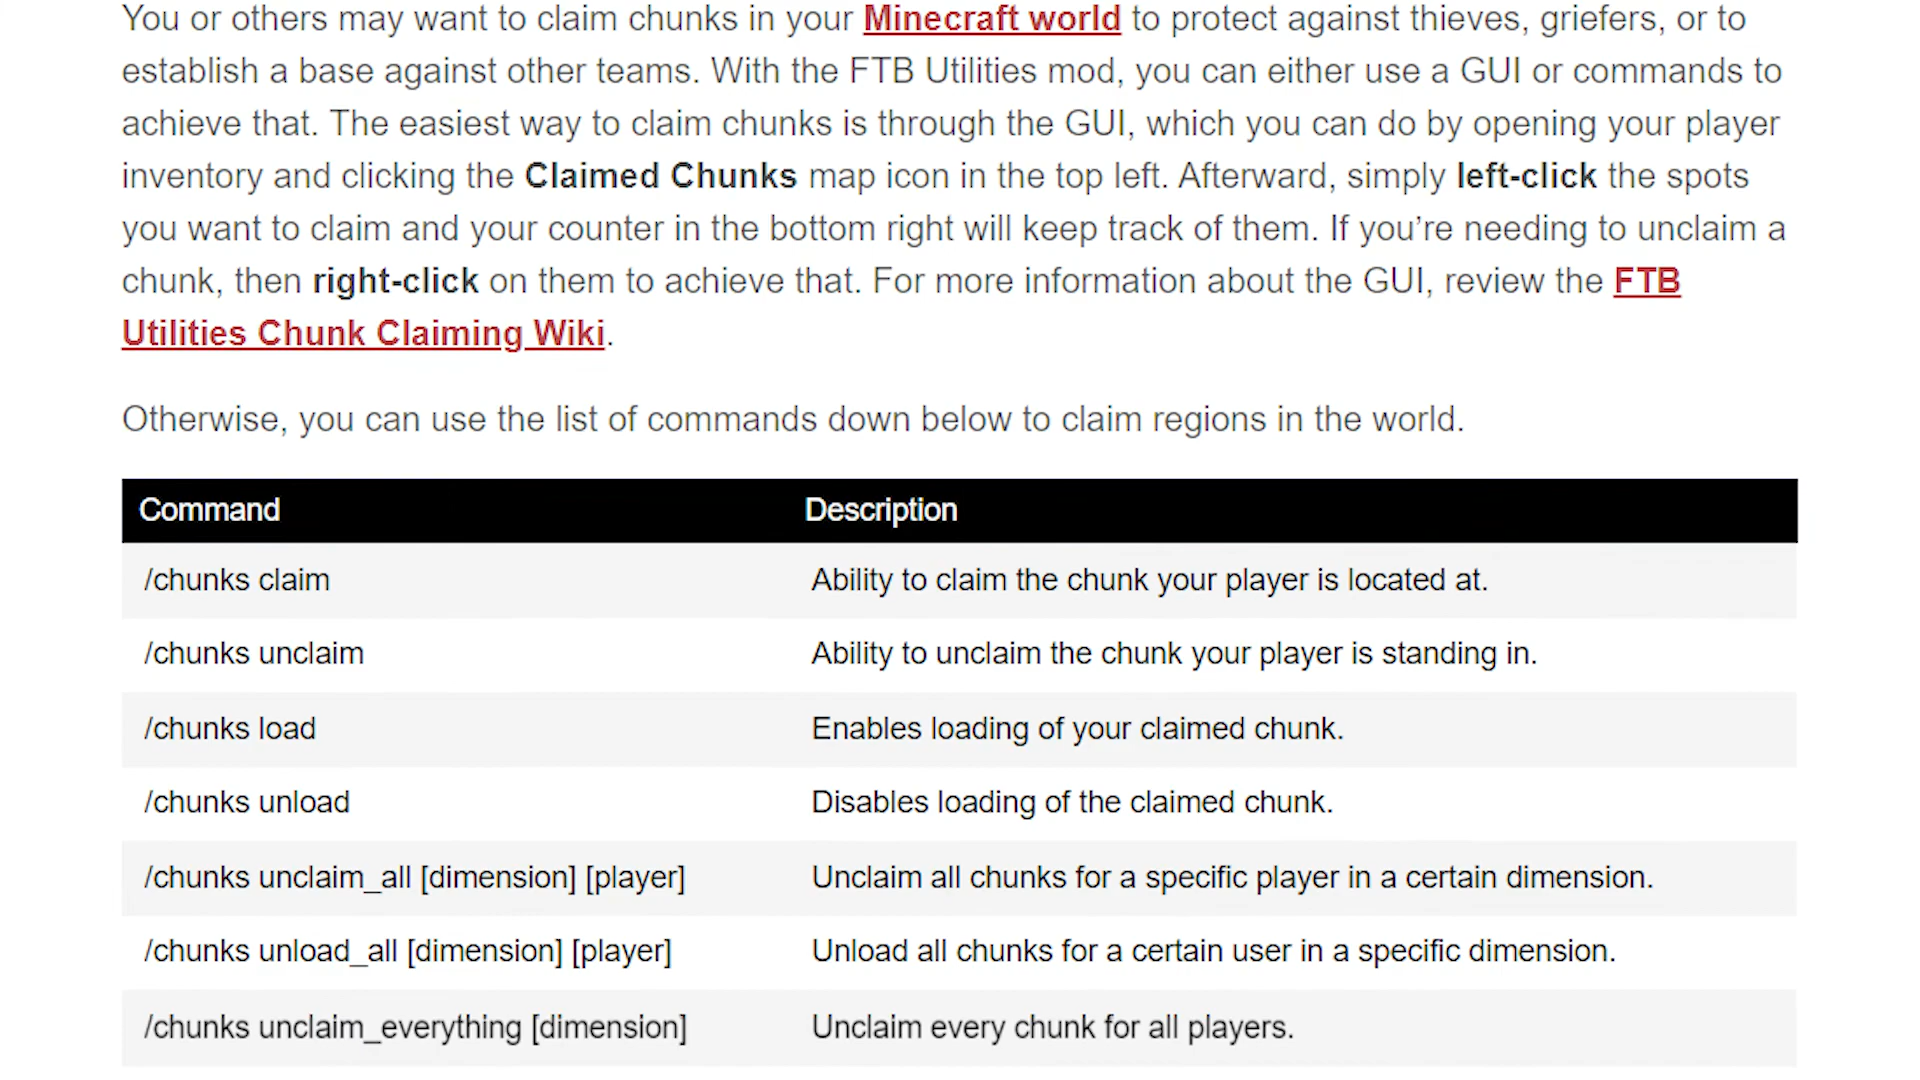 You or others may want to claim chunks in your Minecraft world to protect against thieves, griefers, or to
establish a base against other teams. With the FTB Utilities mod, you can either use a GUI or commands to
achieve that. The easiest way to claim chunks is through the GUI, which you can do by opening your player
inventory and clicking the Claimed Chunks map icon in the top left. Afterward, simply left-click the spots
you want to claim and your counter in the bottom right will keep track of them. If you’re needing to unclaim a
chunk, then right-click on them to achieve that. For more information about the GUI, review the FTB
Utilities Chunk Claiming Wiki.
Otherwise, you can use the list of commands down below to claim regions in the world.
Command Description
/chunks claim Ability to claim the chunk your player is located at.
/chunks unclaim Ability to unclaim the chunk your player is standing in.
/chunks load Enables loading of your claimed chunk.
/chunks unload Disables loading of the claimed chunk.
/chunks unclaim_all [dimension] [player] Unclaim all chunks for a specific player in a certain dimension.
/chunks unload_all [dimension] [player] Unload all chunks for a certain user in a specific dimension.
/chunks unclaim_everything [dimension] Unclaim every chunk for all players.